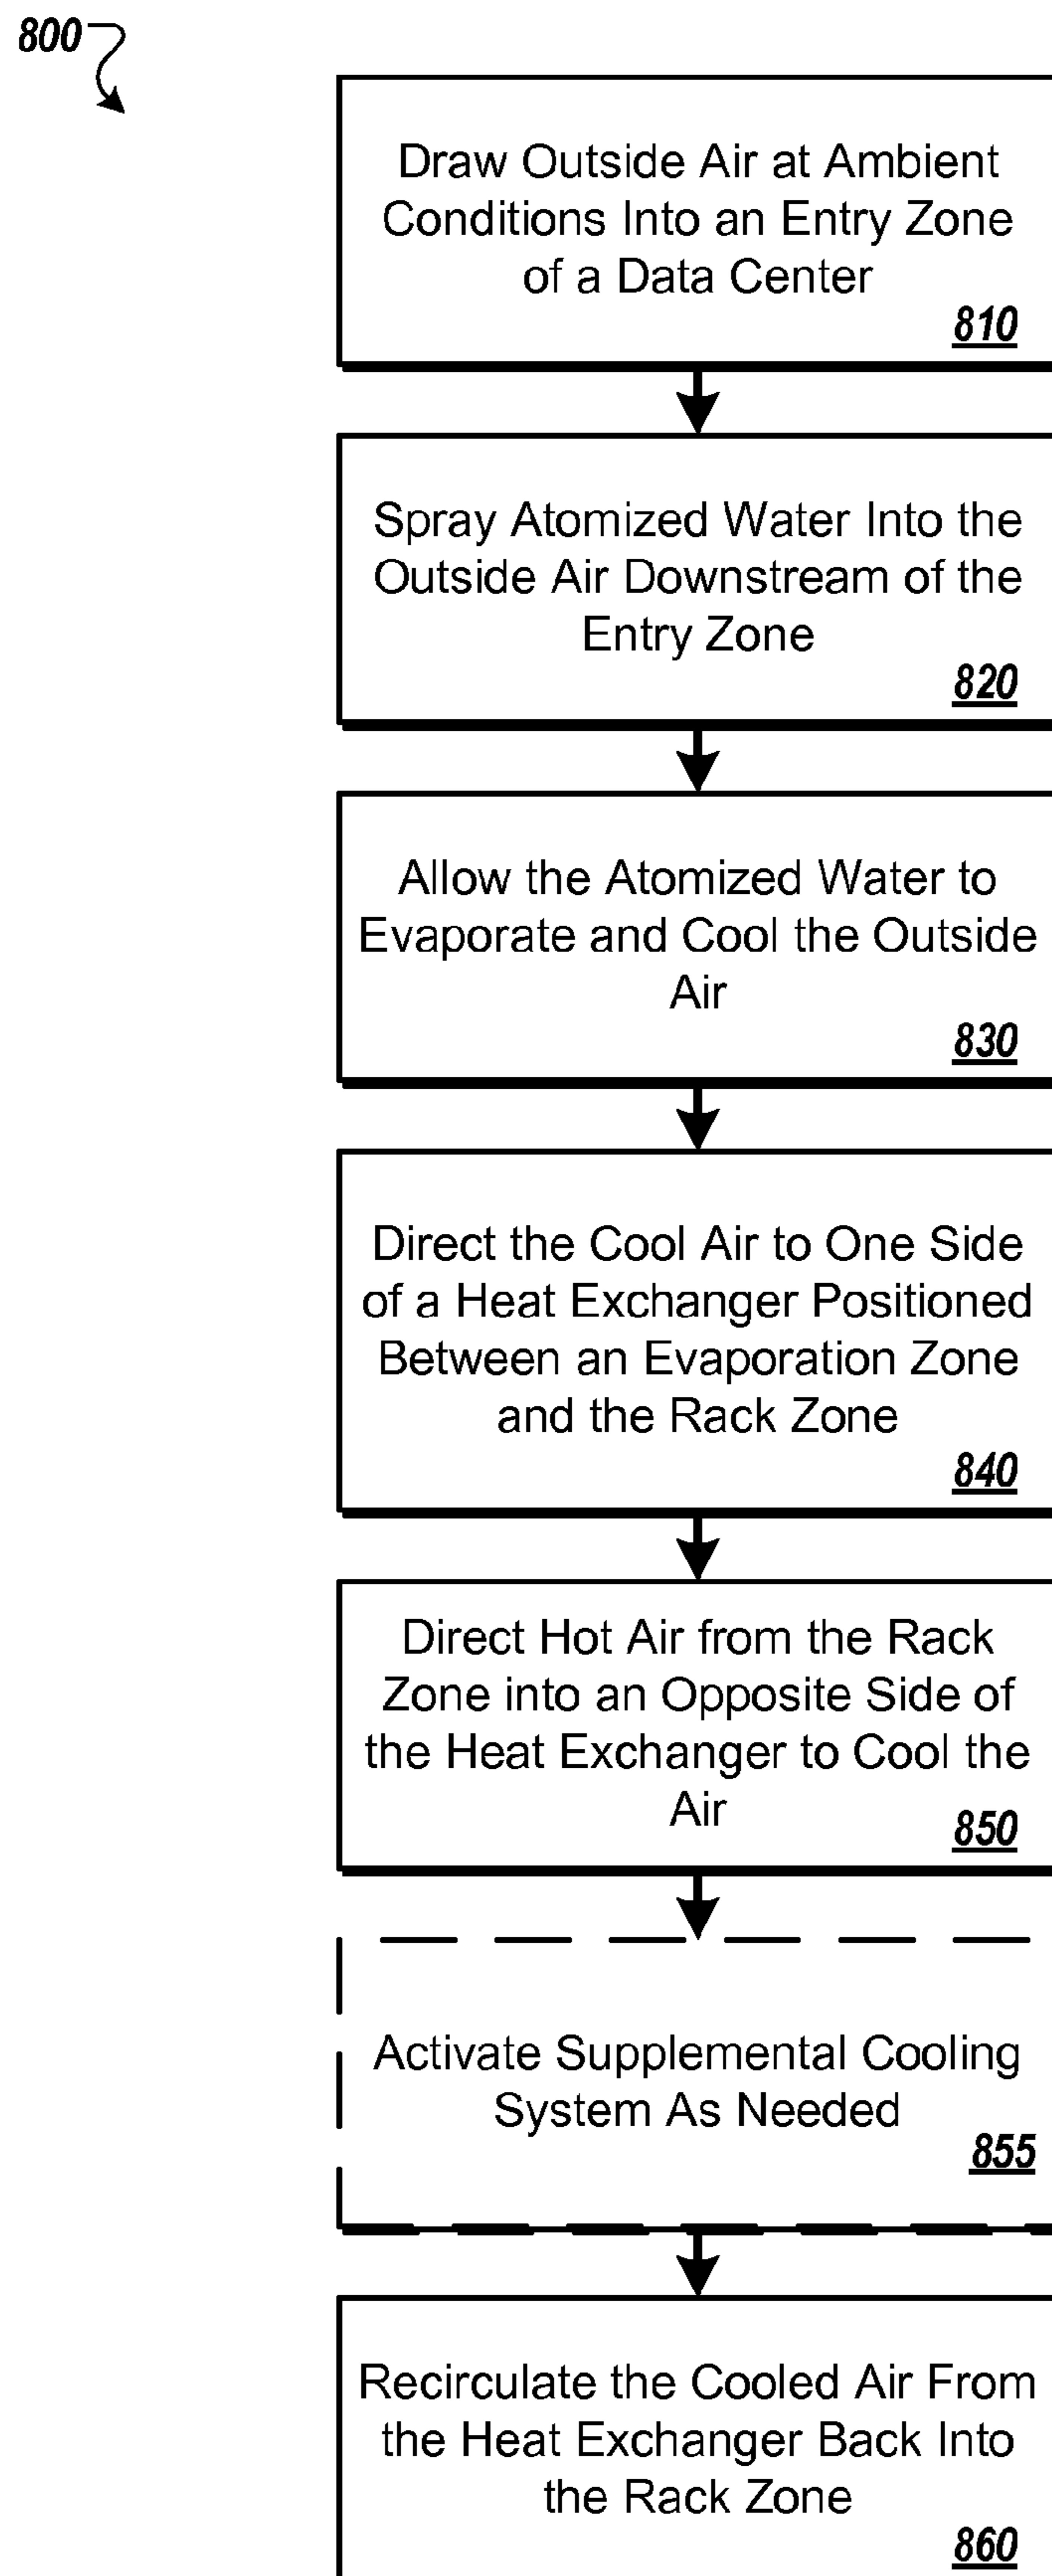 800
Draw Outside Air at Ambient
Conditions Into an Entry Zone
of a Data Center
810
Spray Atomized Water Into the
Outside Air Downstream of the
Entry Zone
820
Allow the Atomized Water to
Evaporate and Cool the Outside
Air
830
Direct the Cool Air to One Side
of a Heat Exchanger Positioned
Between an Evaporation Zone
and the Rack Zone
840
Direct Hot Air from the Rack
Zone into an Opposite Side of
the Heat Exchanger to Cool the
Air
850
Activate Supplemental Cooling
System As Needed
855
Recirculate the Cooled Air From
the Heat Exchanger Back Into
the Rack Zone
860